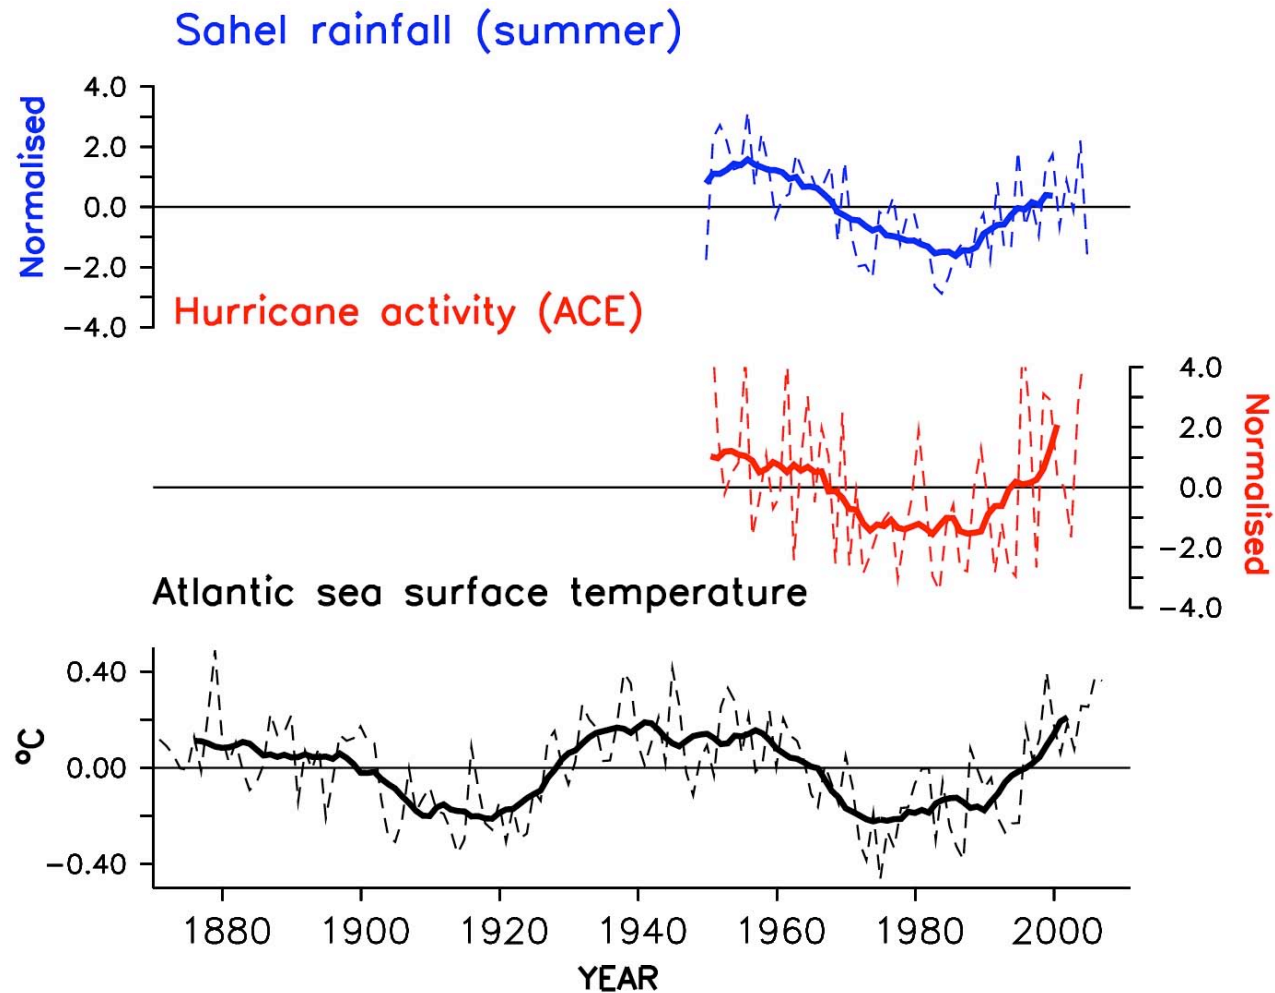 Sahel rainfall (summer)
Normalised
4.0
2.0
0.0
−2.0
−4.0
Hurricane activity (ACE)
4.0
2.0
0.0
−2.0
−4.0
Normalised
Atlantic sea surface temperature
°C
0.40
0.00
−0.40
1880 1900 1920 1940 1960 1980 2000
YEAR